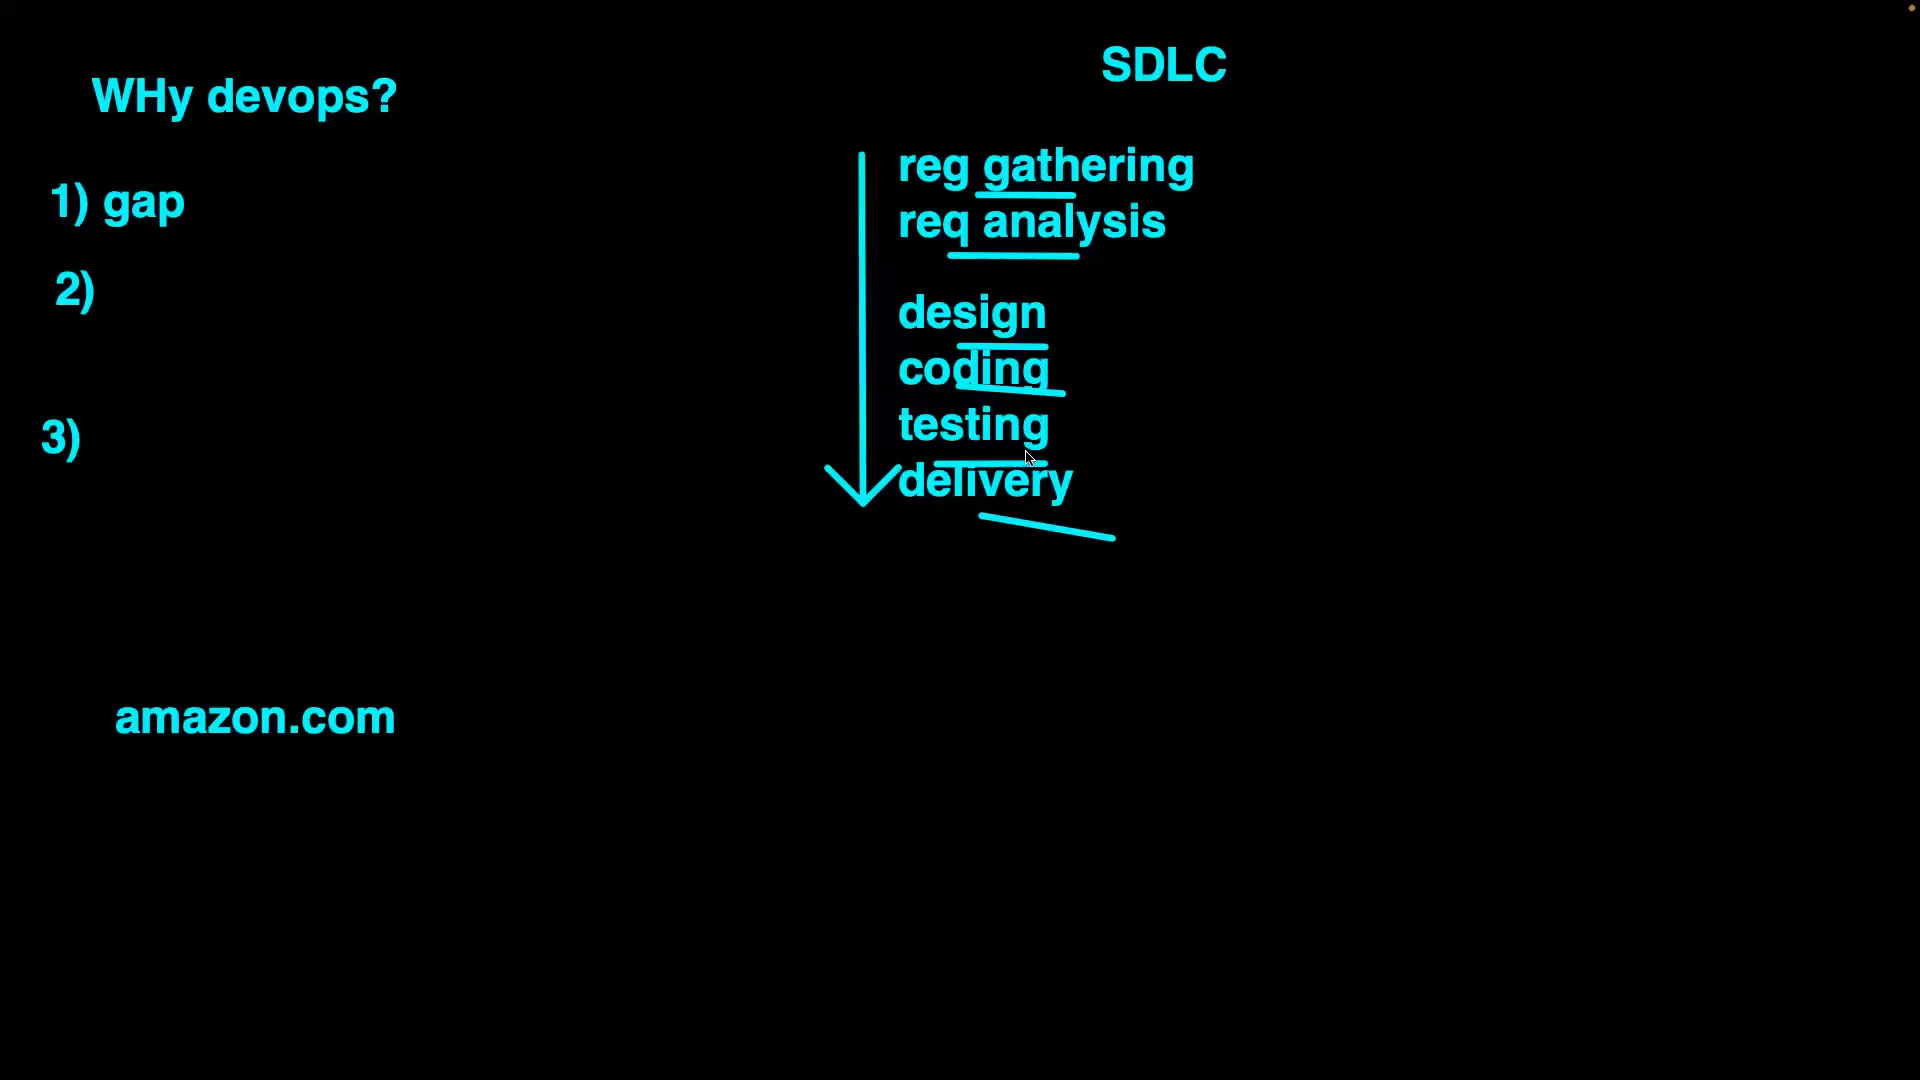 WHy devops?
1) gap
2)
3)
amazon.com
SDLC
reg gathering
req analysis
design
coding
testing
delivery